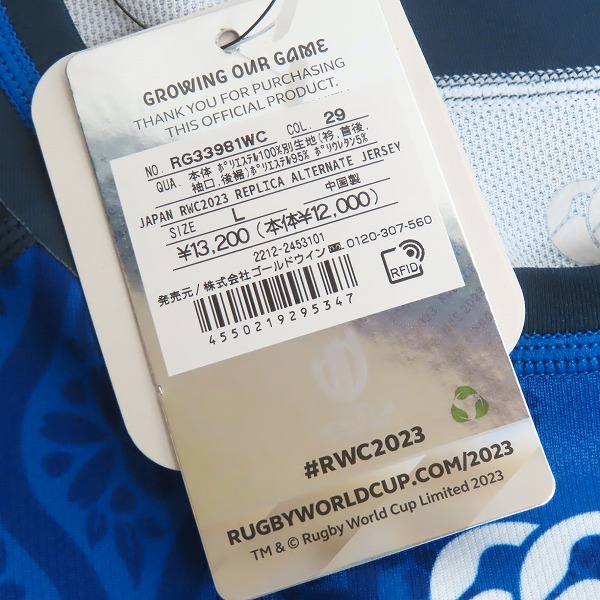 GROWING OUR GAME
THANK YOU FOR PURCHASING
THIS OFFICIAL PRODUCT.
NO. RG33981WC COL. 29
QUA. 本体 ポリエステル100%別生地(衿、首後、
袖口、後裾)ポリエステル95% ポリウレタン5%
JAPAN RWC2023 REPLICA ALTERNATE JERSEY
SIZE L 中国製
¥13,200(本体¥12,000)
2212-2453101
発売元/株式会社ゴールドウイン 0120-307-560
RFID
4550219295347
#RWC2023
RUGBYWORLDCUP.COM/2023
TM & © Rugby World Cup Limited 2023